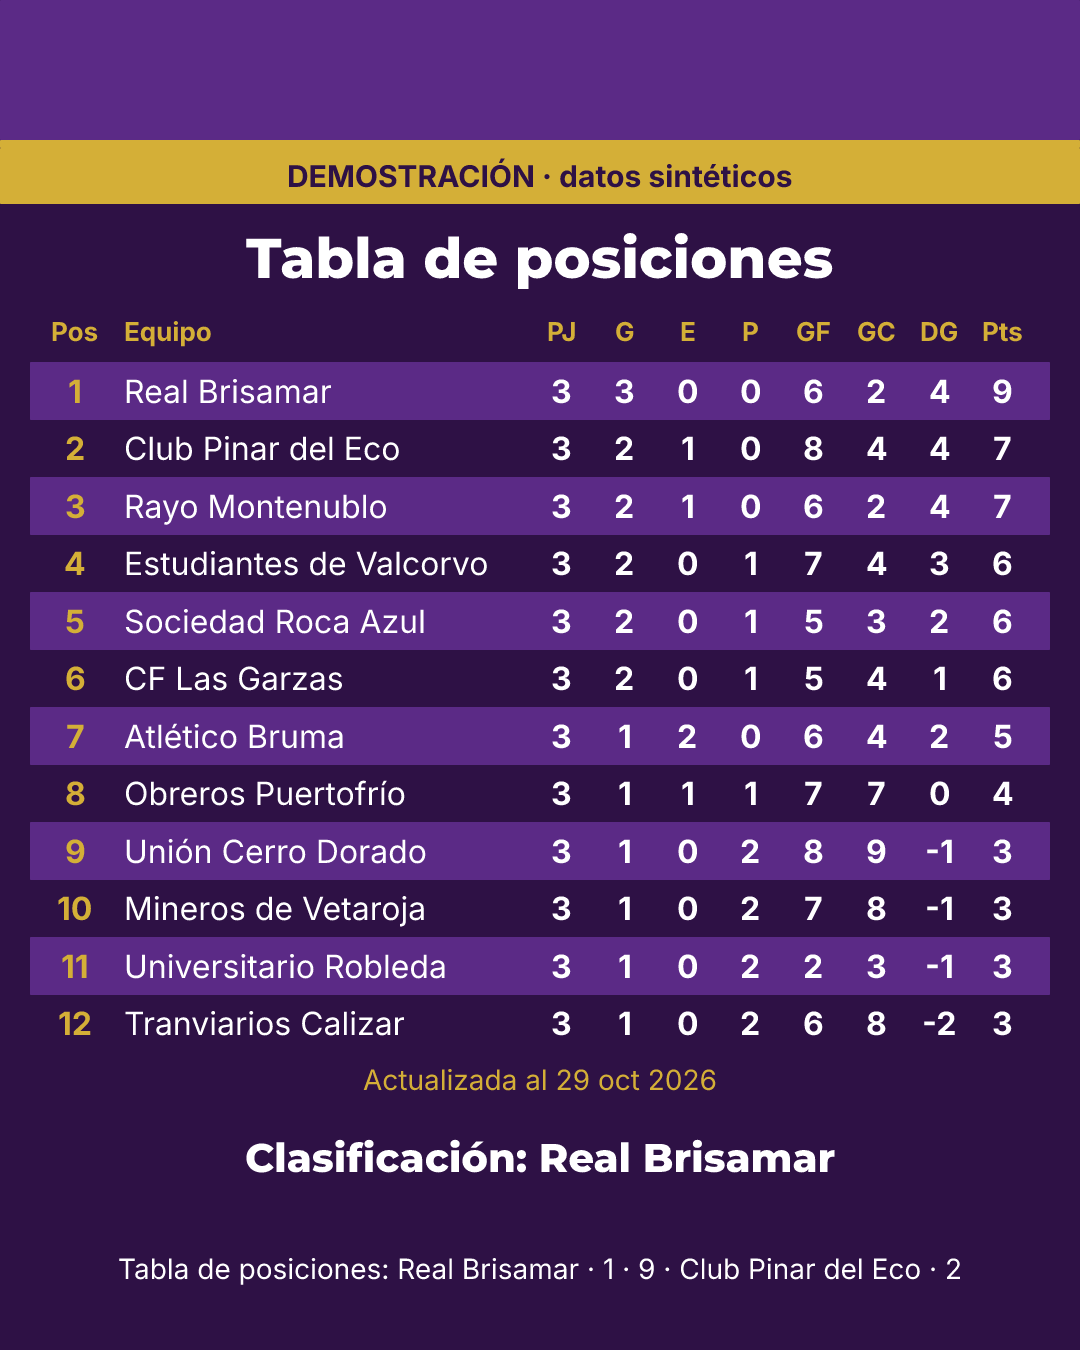 DEMOSTRACIÓN · datos sintéticos
Tabla de posiciones
Pos Equipo PJ G E P GF GC DG Pts
1 Real Brisamar 3 3 0 0 6 2 4 9
2 Club Pinar del Eco 3 2 1 0 8 4 4 7
3 Rayo Montenublo 3 2 1 0 6 2 4 7
4 Estudiantes de Valcorvo 3 2 0 1 7 4 3 6
5 Sociedad Roca Azul 3 2 0 1 5 3 2 6
6 CF Las Garzas 3 2 0 1 5 4 1 6
7 Atlético Bruma 3 1 2 0 6 4 2 5
8 Obreros Puertofrío 3 1 1 1 7 7 0 4
9 Unión Cerro Dorado 3 1 0 2 8 9 -1 3
10 Mineros de Vetaroja 3 1 0 2 7 8 -1 3
11 Universitario Robleda 3 1 0 2 2 3 -1 3
12 Tranviarios Calizar 3 1 0 2 6 8 -2 3
Actualizada al 29 oct 2026
Clasificación: Real Brisamar
Tabla de posiciones: Real Brisamar · 1 · 9 · Club Pinar del Eco · 2